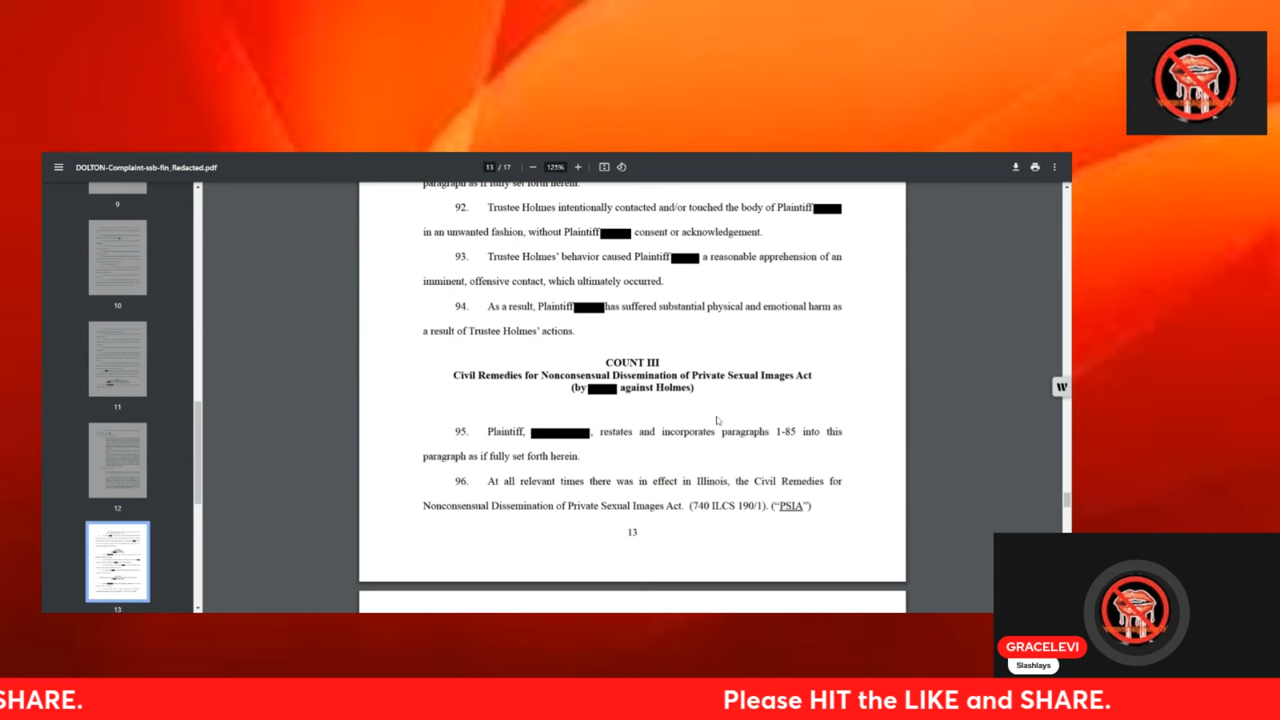 DOLTON-Complaint-ssb-fin_Redacted.pdf
13 / 17
125%
9
10
11
12
13
paragraph as if fully set forth herein.
92. Trustee Holmes intentionally contacted and/or touched the body of Plaintiff
in an unwanted fashion, without Plaintiff consent or acknowledgement.
93. Trustee Holmes' behavior caused Plaintiff a reasonable apprehension of an
imminent, offensive contact, which ultimately occurred.
94. As a result, Plaintiff has suffered substantial physical and emotional harm as
a result of Trustee Holmes' actions.
COUNT III
Civil Remedies for Nonconsensual Dissemination of Private Sexual Images Act
(by against Holmes)
95. Plaintiff, , restates and incorporates paragraphs 1-85 into this
paragraph as if fully set forth herein.
96. At all relevant times there was in effect in Illinois, the Civil Remedies for
Nonconsensual Dissemination of Private Sexual Images Act. (740 ILCS 190/1). ("PSIA")
13
W
GRACELEVI
Slashlays
SHARE.
Please HIT the LIKE and SHARE.